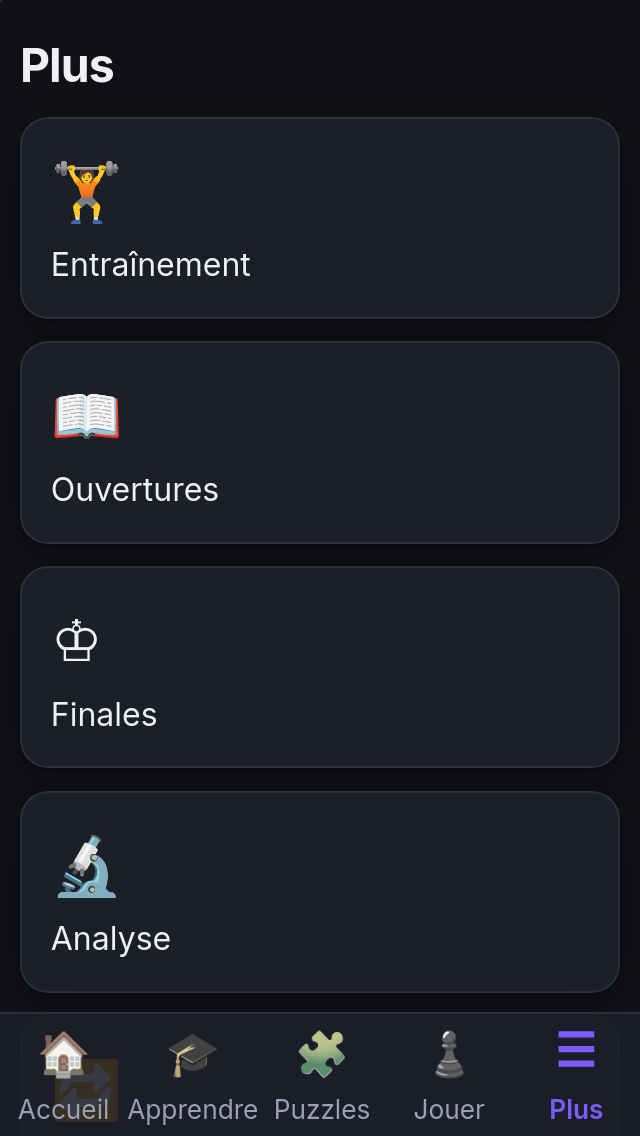 Plus
Entraînement
Ouvertures
Finales
Analyse
Accueil Apprendre Puzzles Jouer Plus